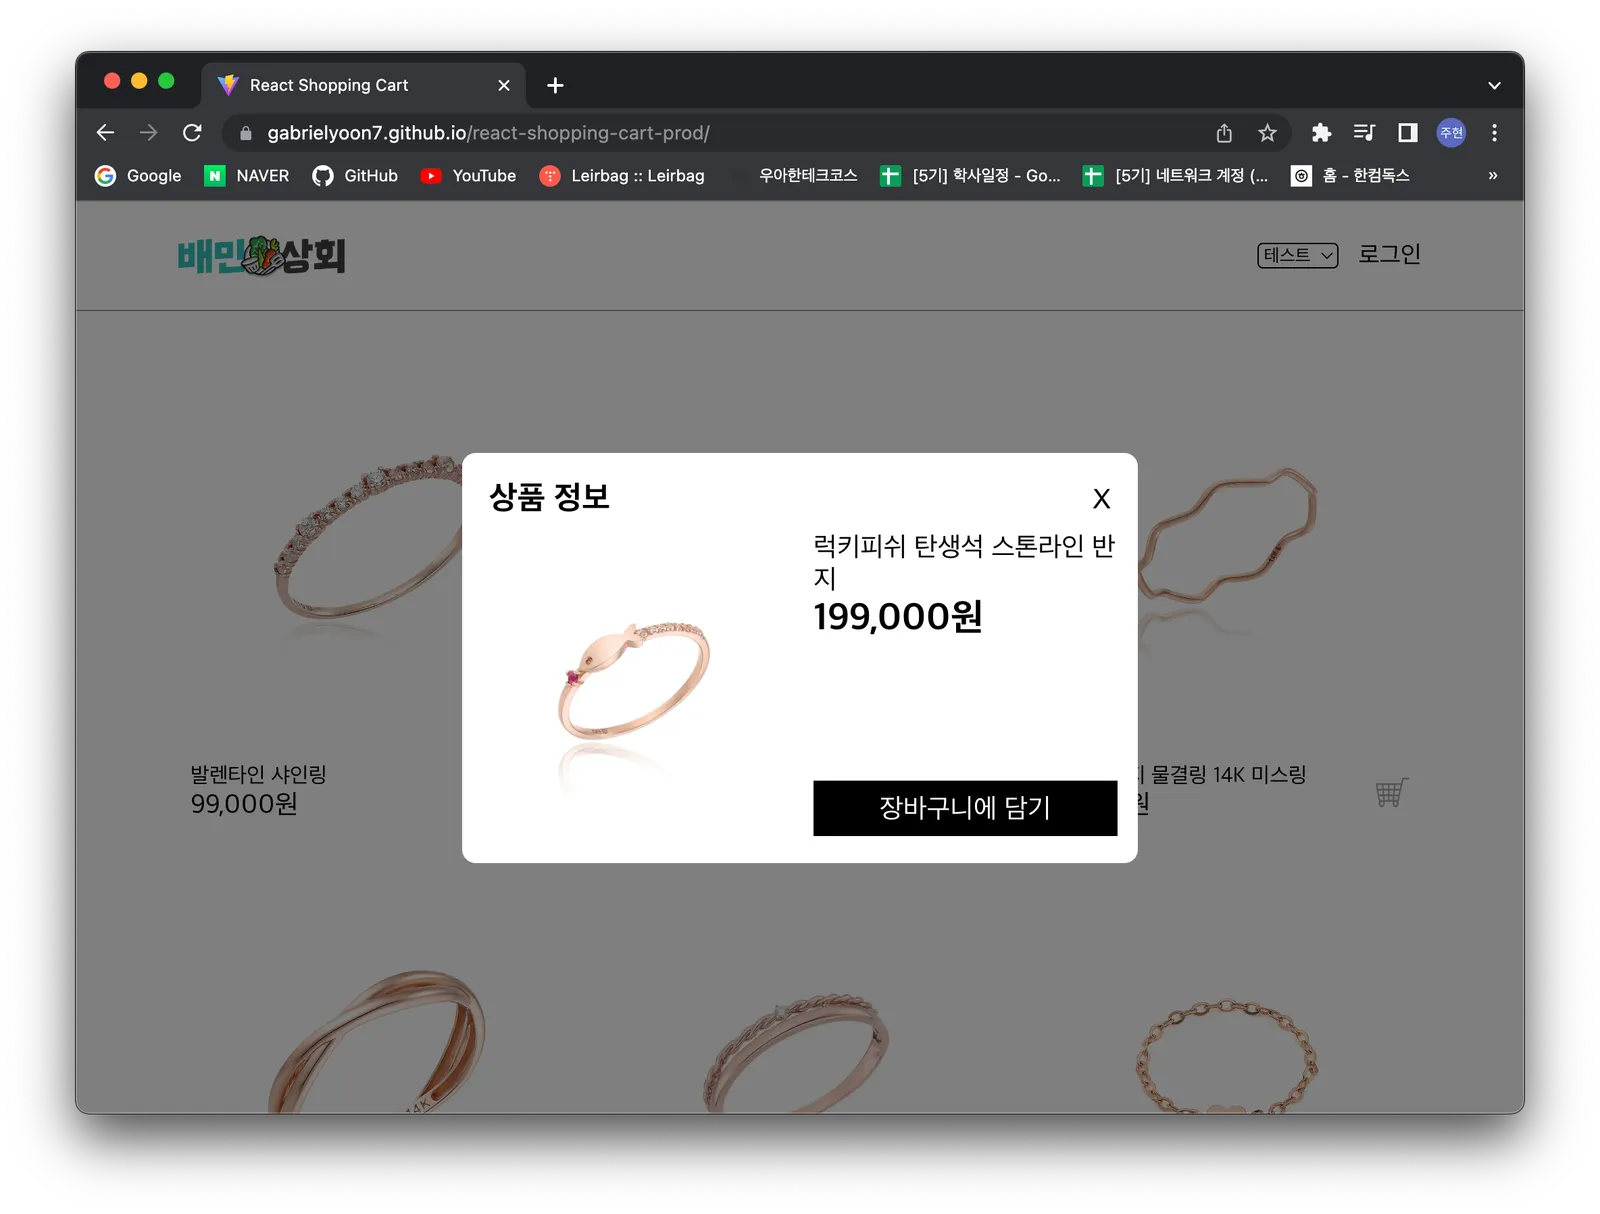 React Shopping Cart
gabrielyoon7.github.io/react-shopping-cart-prod/
주현
Google NAVER GitHub YouTube Leirbag :: Leirbag 우아한테크코스 [5기] 학사일정 - Go... [5기] 네트워크 계정 (... 홈 - 한컴독스 »
배민상회
테스트 로그인
상품 정보 X
럭키피쉬 탄생석 스톤라인 반
지
199,000원
발렌타인 샤인링
99,000원
물결링 14K 미스링
원
장바구니에 담기
14K